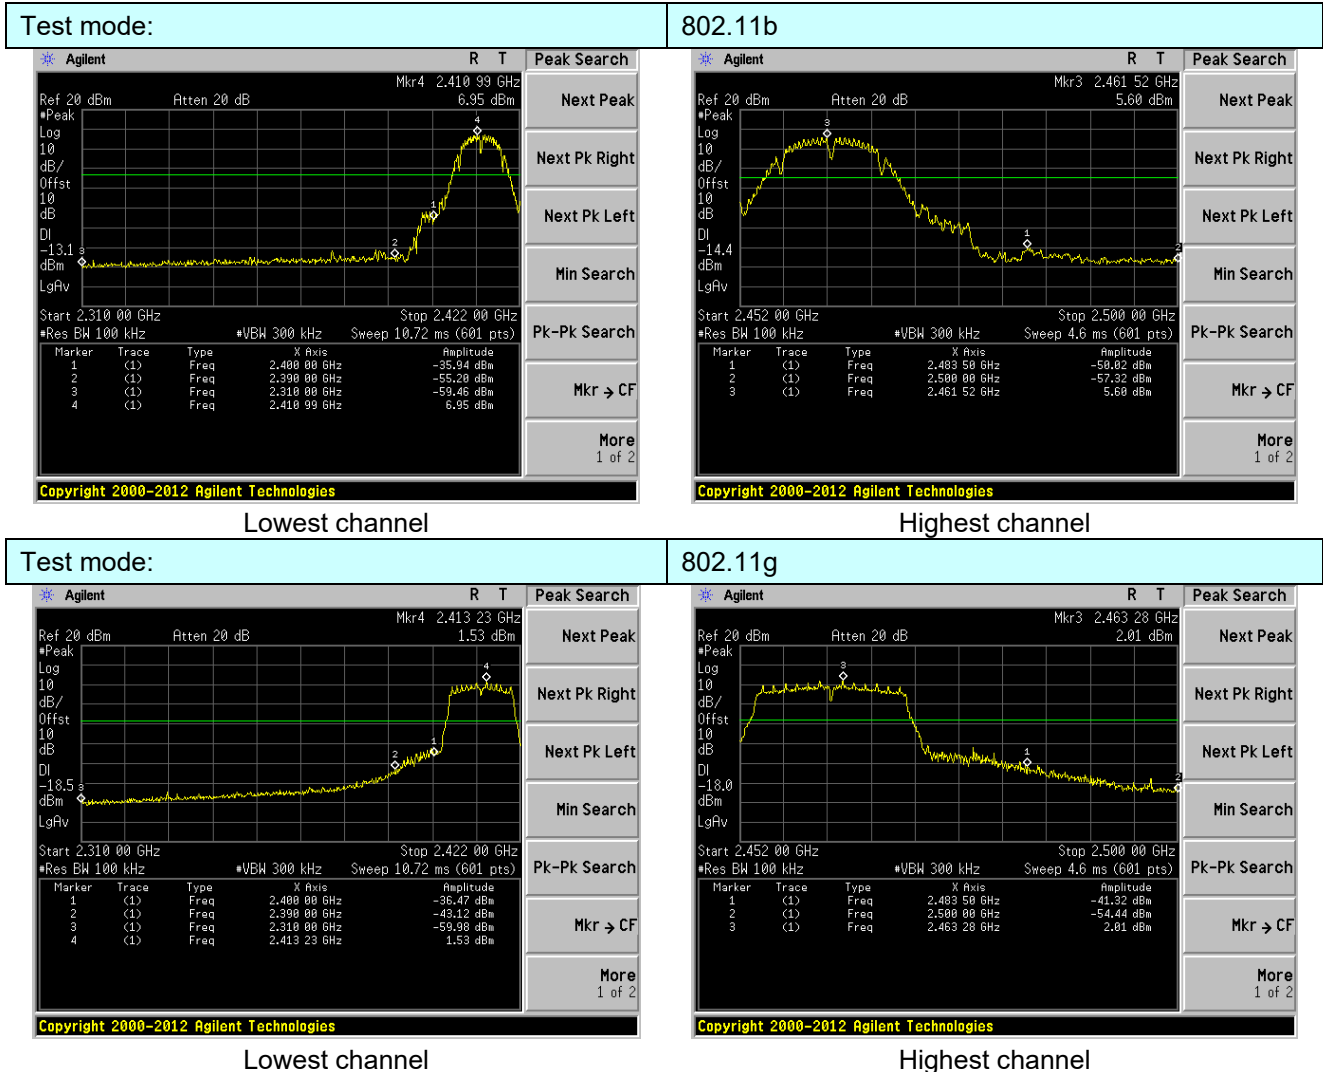 Test mode: 802.11b
Agilent R T Peak Search
Mkr4 2.410 99 GHz
Ref 20 dBm Atten 20 dB 6.95 dBm
#Peak
Log
10
dB/
Offst
10
dB
DI
-13.1
dBm
LgAv
4
1
2
3
Start 2.310 00 GHz Stop 2.422 00 GHz
#Res BW 100 kHz #VBW 300 kHz Sweep 10.72 ms (601 pts)
Marker Trace Type X Axis Amplitude
1 (1) Freq 2.400 00 GHz -35.94 dBm
2 (1) Freq 2.390 00 GHz -55.20 dBm
3 (1) Freq 2.310 00 GHz -59.46 dBm
4 (1) Freq 2.410 99 GHz 6.95 dBm
Next Peak
Next Pk Right
Next Pk Left
Min Search
Pk-Pk Search
Mkr → CF
More
1 of 2
Copyright 2000-2012 Agilent Technologies
Lowest channel
Agilent R T Peak Search
Mkr3 2.461 52 GHz
Ref 20 dBm Atten 20 dB 5.60 dBm
#Peak
Log
10
dB/
Offst
10
dB
DI
-14.4
dBm
LgAv
3
1
2
Start 2.452 00 GHz Stop 2.500 00 GHz
#Res BW 100 kHz #VBW 300 kHz Sweep 4.6 ms (601 pts)
Marker Trace Type X Axis Amplitude
1 (1) Freq 2.483 50 GHz -50.02 dBm
2 (1) Freq 2.500 00 GHz -57.32 dBm
3 (1) Freq 2.461 52 GHz 5.60 dBm
Next Peak
Next Pk Right
Next Pk Left
Min Search
Pk-Pk Search
Mkr → CF
More
1 of 2
Copyright 2000-2012 Agilent Technologies
Highest channel
Test mode: 802.11g
Agilent R T Peak Search
Mkr4 2.413 23 GHz
Ref 20 dBm Atten 20 dB 1.53 dBm
#Peak
Log
10
dB/
Offst
10
dB
DI
-18.5
dBm
LgAv
4
1
2
3
Start 2.310 00 GHz Stop 2.422 00 GHz
#Res BW 100 kHz #VBW 300 kHz Sweep 10.72 ms (601 pts)
Marker Trace Type X Axis Amplitude
1 (1) Freq 2.400 00 GHz -36.47 dBm
2 (1) Freq 2.390 00 GHz -43.12 dBm
3 (1) Freq 2.310 00 GHz -59.98 dBm
4 (1) Freq 2.413 23 GHz 1.53 dBm
Next Peak
Next Pk Right
Next Pk Left
Min Search
Pk-Pk Search
Mkr → CF
More
1 of 2
Copyright 2000-2012 Agilent Technologies
Lowest channel
Agilent R T Peak Search
Mkr3 2.463 28 GHz
Ref 20 dBm Atten 20 dB 2.01 dBm
#Peak
Log
10
dB/
Offst
10
dB
DI
-18.0
dBm
LgAv
3
1
2
Start 2.452 00 GHz Stop 2.500 00 GHz
#Res BW 100 kHz #VBW 300 kHz Sweep 4.6 ms (601 pts)
Marker Trace Type X Axis Amplitude
1 (1) Freq 2.483 50 GHz -41.32 dBm
2 (1) Freq 2.500 00 GHz -54.44 dBm
3 (1) Freq 2.463 28 GHz 2.01 dBm
Next Peak
Next Pk Right
Next Pk Left
Min Search
Pk-Pk Search
Mkr → CF
More
1 of 2
Copyright 2000-2012 Agilent Technologies
Highest channel